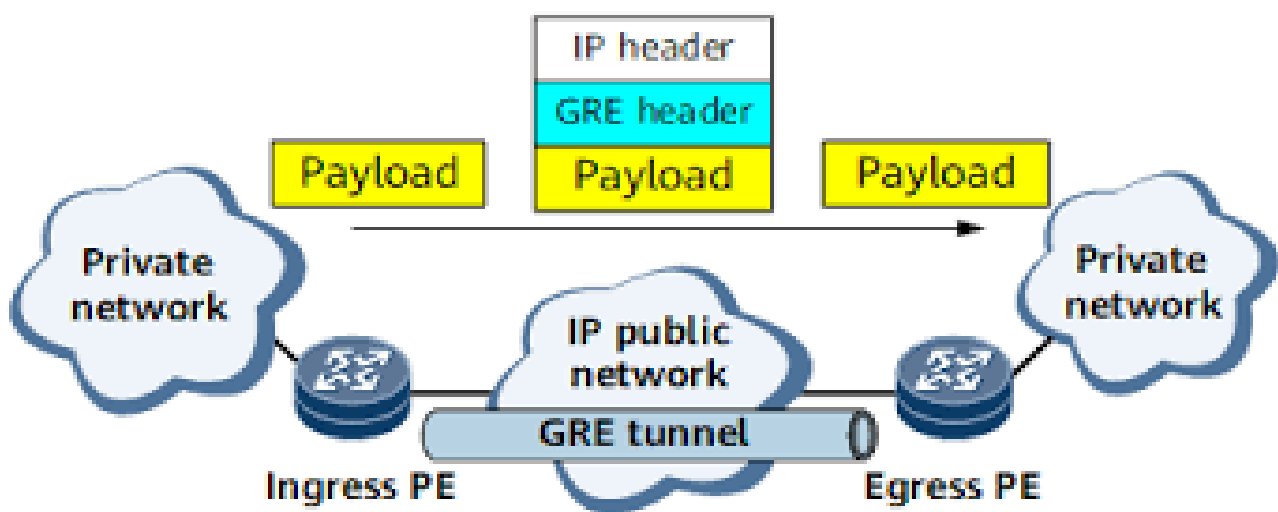 IP header
GRE header
Payload
Payload
Payload
Private
network
IP public
network
Private
network
GRE tunnel
Ingress PE
Egress PE